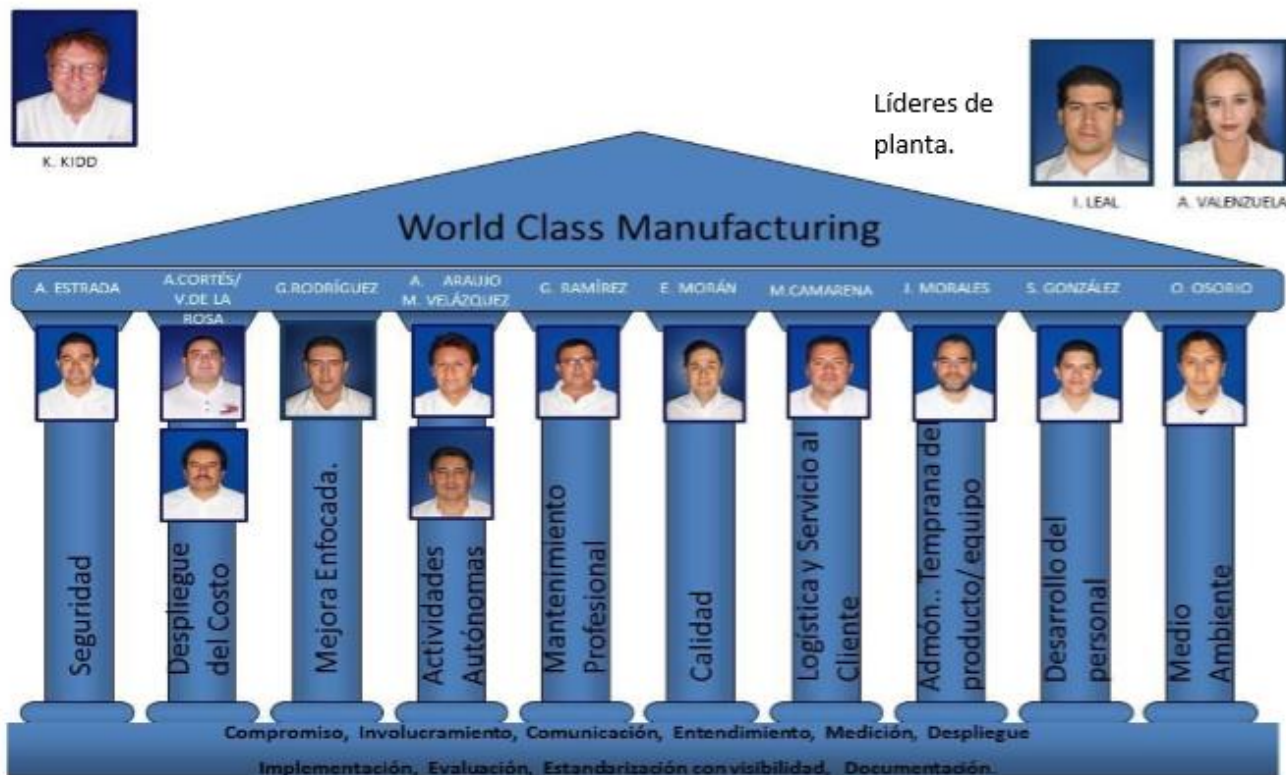 K. KIDD
Líderes de
planta.
I. LEAL
A. VALENZUELA
World Class Manufacturing
A. ESTRADA
A.CORTÉS/
V.DE LA
ROSA
G.RODRÍGUEZ
A. ARAUJO
M. VELÁZQUEZ
G. RAMÍREZ
E. MORÁN
M.CAMARENA
J. MORALES
S. GONZÁLEZ
O. OSORIO
Seguridad
Despliegue
del Costo
Mejora Enfocada.
Actividades
Autónomas
Mantenimiento
Profesional
Calidad
Logística y Servicio al
Cliente
Admón.. Temprana del
producto/ equipo
Desarrollo del
personal
Medio
Ambiente
Compromiso, Involucramiento, Comunicación, Entendimiento, Medición, Despliegue
Implementación, Evaluación, Estandarización con visibilidad, Documentación.